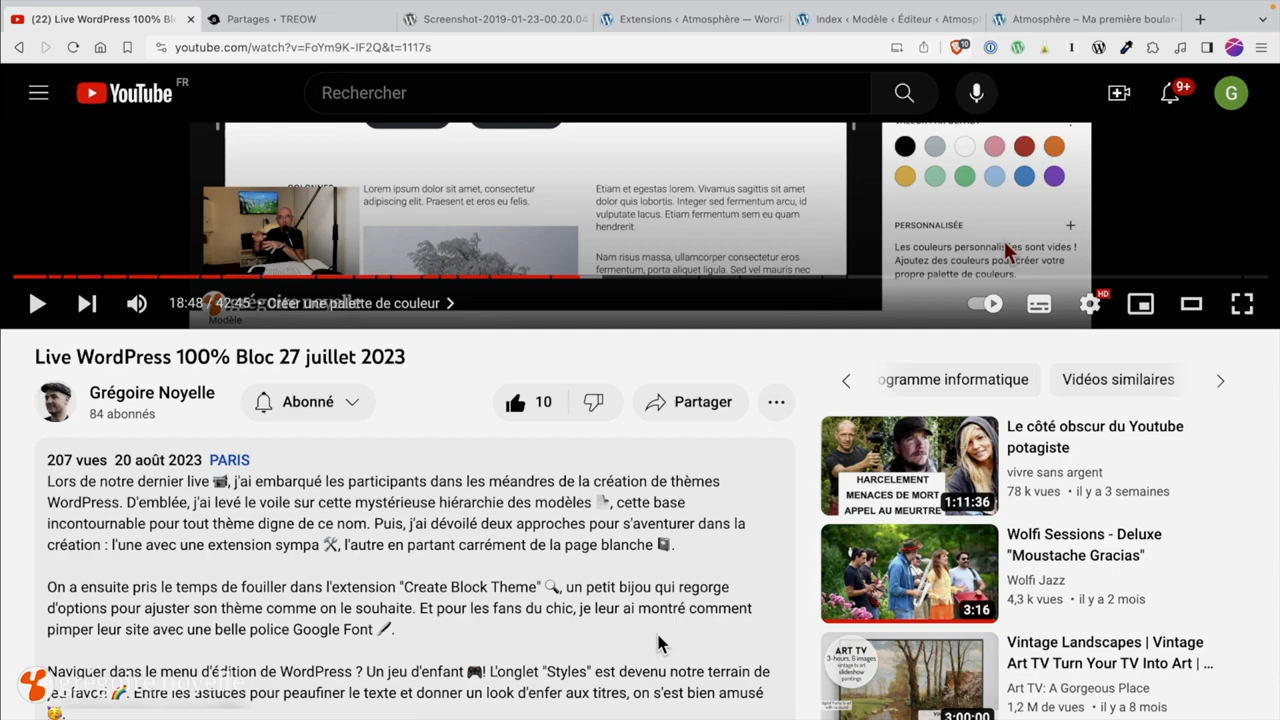 (22) Live WordPress 100% Bloc
Partages • TREOW
Screenshot-2019-01-23-00.20.04
Extensions ‹ Atmosphère — WordP
Index ‹ Modèle ‹ Éditeur ‹ Atmosp
Atmosphère – Ma première boulan
youtube.com/watch?v=FoYm9K-IF2Q&t=1117s
10
YouTube FR
Rechercher
9+
G
COLONNES
Lorem ipsum dolor sit amet, consectetur
adipiscing elit. Praesent et eros eu felis.
Etiam et egestas lorem. Vivamus sagittis sit amet
dolor quis lobortis. Integer sed fermentum arcu, id
vulputate lacus. Etiam fermentum sem eu quam
hendrerit.
Nam risus massa, ullamcorper consectetur eros
fermentum, porta aliquet ligula. Sed vel mauris nec
PERSONNALISÉE
Les couleurs personnalisées sont vides !
Ajoutez des couleurs pour créer votre
propre palette de couleurs.
18:48 / 42:45 • Créer une palette de couleur
HD
Modèle
Live WordPress 100% Bloc 27 juillet 2023
Grégoire Noyelle
84 abonnés
Abonné
10
Partager
207 vues 20 août 2023 PARIS
Lors de notre dernier live 📹, j'ai embarqué les participants dans les méandres de la création de thèmes
WordPress. D'emblée, j'ai levé le voile sur cette mystérieuse hiérarchie des modèles 📄, cette base
incontournable pour tout thème digne de ce nom. Puis, j'ai dévoilé deux approches pour s'aventurer dans la
création : l'une avec une extension sympa 🛠, l'autre en partant carrément de la page blanche 📓.
On a ensuite pris le temps de fouiller dans l'extension "Create Block Theme" 🔍, un petit bijou qui regorge
d'options pour ajuster son thème comme on le souhaite. Et pour les fans du chic, je leur ai montré comment
pimper leur site avec une belle police Google Font 🖋.
Naviguer dans le menu d'édition de WordPress ? Un jeu d'enfant 🎮! L'onglet "Styles" est devenu notre terrain de
jeu favori 🌈. Entre les astuces pour peaufiner le texte et donner un look d'enfer aux titres, on s'est bien amusé
🥳.
ogramme informatique
Vidéos similaires
HARCELEMENT
MENACES DE MORT
APPEL AU MEURTRE
1:11:36
Le côté obscur du Youtube
potagiste
vivre sans argent
78 k vues • il y a 3 semaines
3:16
Wolfi Sessions - Deluxe
"Moustache Gracias"
Wolfi Jazz
4,3 k vues • il y a 2 mois
ART TV
3-hours, 6 images
vintage landscapes
3:00:00
Vintage Landscapes | Vintage
Art TV Turn Your TV Into Art | ...
Art TV: A Gorgeous Place
1,2 M de vues • il y a 8 mois